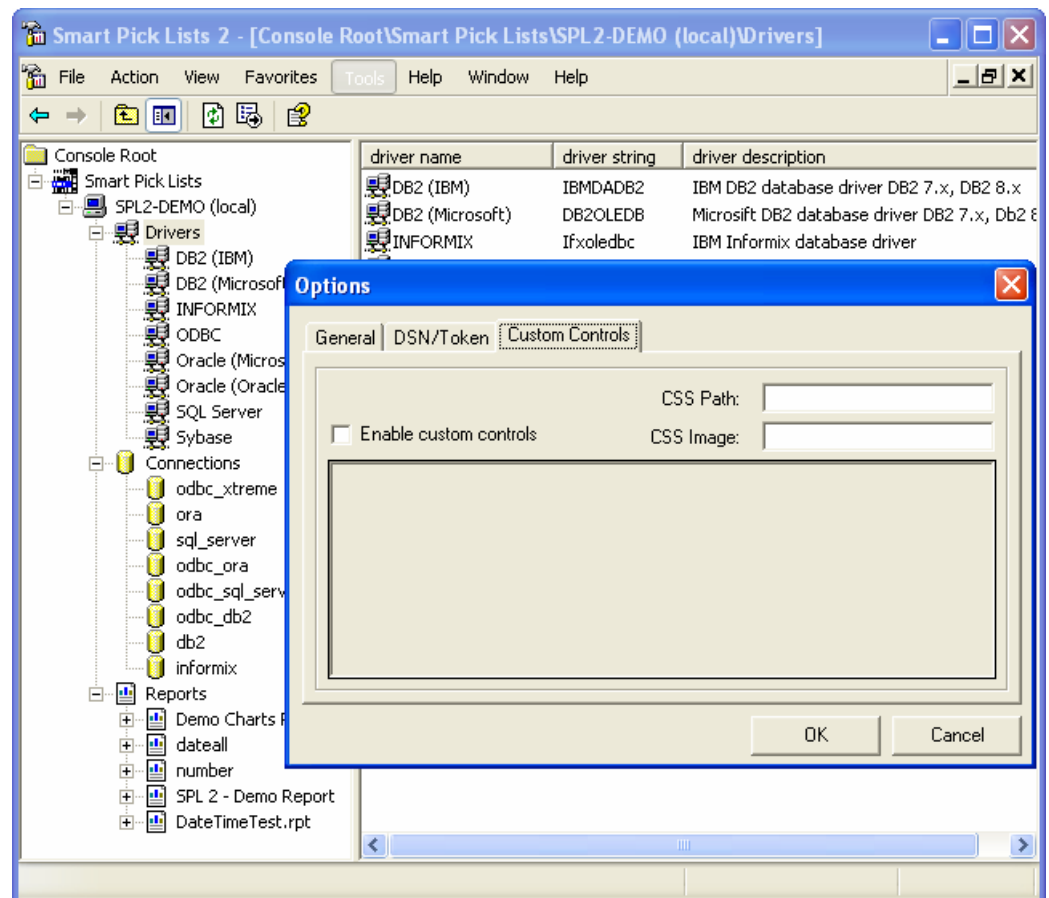 Smart Pick Lists 2 - [Console Root\Smart Pick Lists\SPL2-DEMO (local)\Drivers]
File Action View Favorites Tools Help Window Help
Console Root
Smart Pick Lists
SPL2-DEMO (local)
Drivers
DB2 (IBM)
DB2 (Microsoft
INFORMIX
ODBC
Oracle (Micros
Oracle (Oracle
SQL Server
Sybase
Connections
odbc_xtreme
ora
sql_server
odbc_ora
odbc_sql_serv
odbc_db2
db2
informix
Reports
Demo Charts
dateall
number
SPL 2 - Demo Report
DateTimeTest.rpt
driver name driver string driver description
DB2 (IBM) IBMDADB2 IBM DB2 database driver DB2 7.x, DB2 8.x
DB2 (Microsoft) DB2OLEDB Microsift DB2 database driver DB2 7.x, Db2
INFORMIX Ifxoledbc IBM Informix database driver
Options
General DSN/Token Custom Controls
CSS Path:
Enable custom controls CSS Image:
OK Cancel